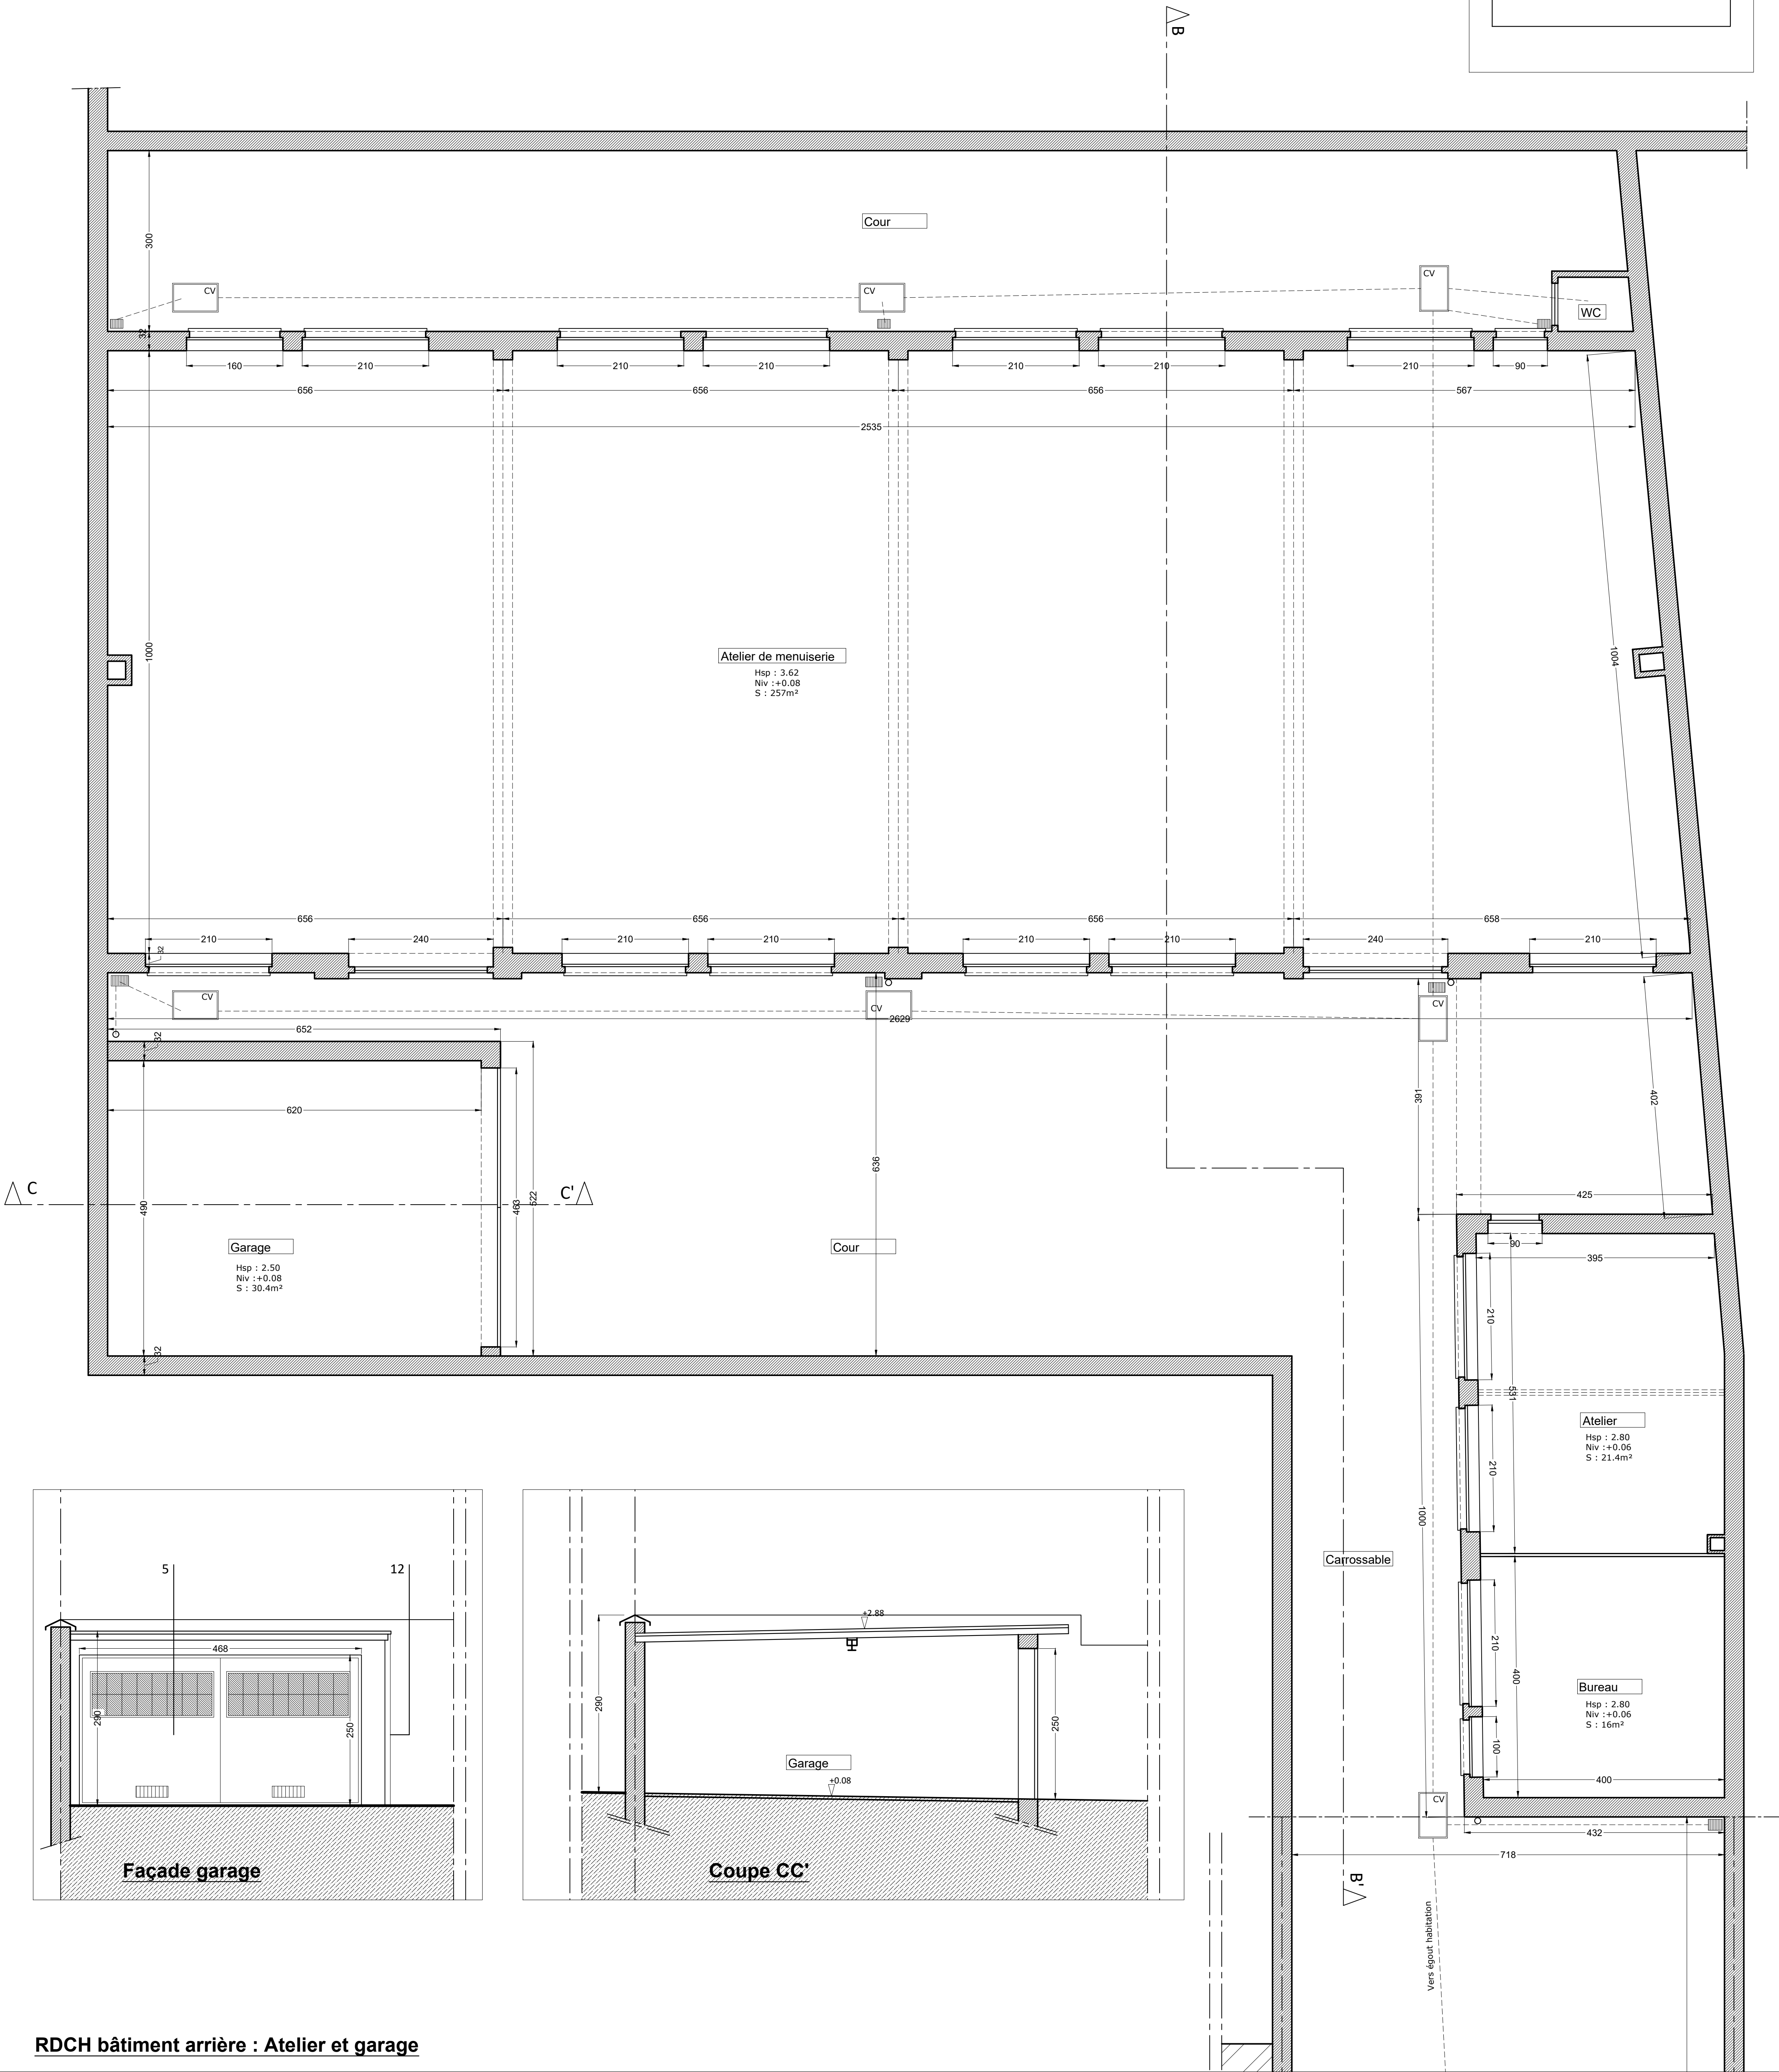 B
Cour
300
CV
CV
CV
WC
32
160
210
210
210
210
210
210
90
656
656
656
567
2535
1000
1004
Atelier de menuiserie
Hsp : 3.62
Niv :+0.08
S : 257m²
656
656
656
658
210
240
210
210
210
210
240
210
32
CV
CV
CV
2629
652
32
620
391
402
636
C
C'
490
463
522
425
Garage
Hsp : 2.50
Niv :+0.08
S : 30.4m²
Cour
90
395
210
32
531
Atelier
Hsp : 2.80
Niv :+0.06
S : 21.4m²
210
1000
Carrossable
5
12
468
290
250
+2.88
290
250
Garage
+0.08
210
400
Bureau
Hsp : 2.80
Niv :+0.06
S : 16m²
100
400
CV
432
718
Façade garage
Coupe CC'
B'
Vers égout habitation
RDCH bâtiment arrière : Atelier et garage